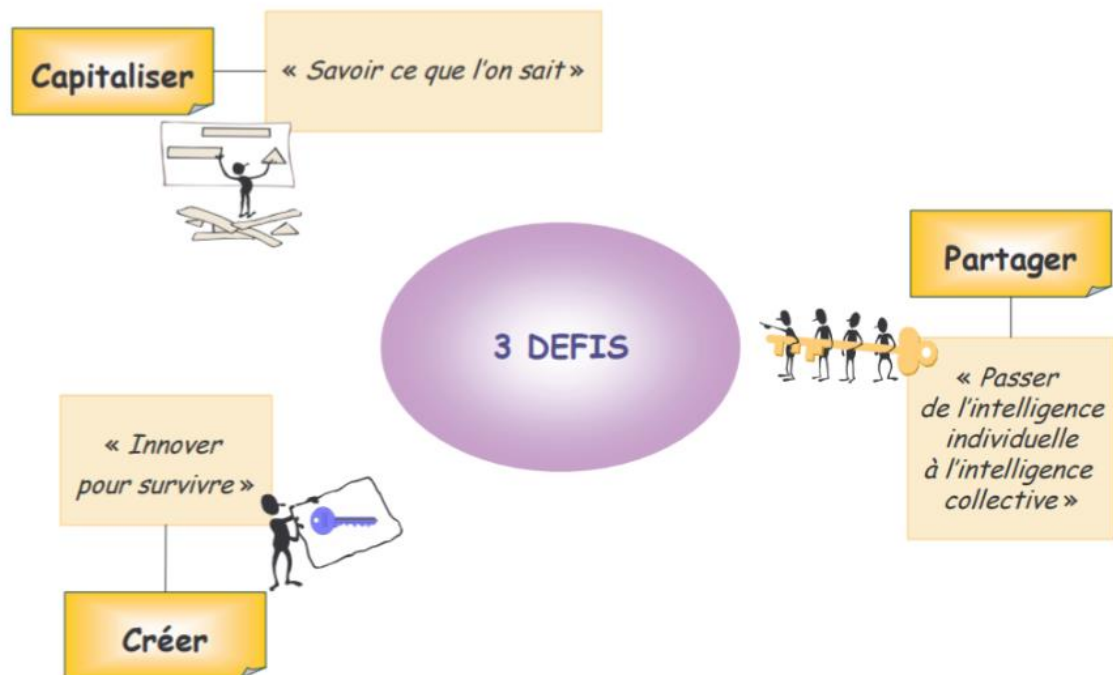 Capitaliser
« Savoir ce que l'on sait »
3 DEFIS
Partager
« Passer
de l'intelligence
individuelle
à l'intelligence
collective »
« Innover
pour survivre »
Créer